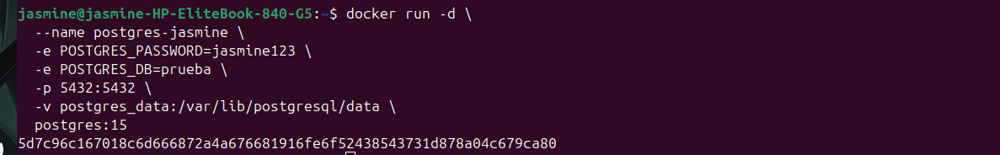 jasmine@jasmine-HP-EliteBook-840-G5:~$ docker run -d \
  --name postgres-jasmine \
  -e POSTGRES_PASSWORD=jasmine123 \
  -e POSTGRES_DB=prueba \
  -p 5432:5432 \
  -v postgres_data:/var/lib/postgresql/data \
  postgres:15
5d7c96c167018c6d666872a4a676681916fe6f52438543731d878a04c679ca80